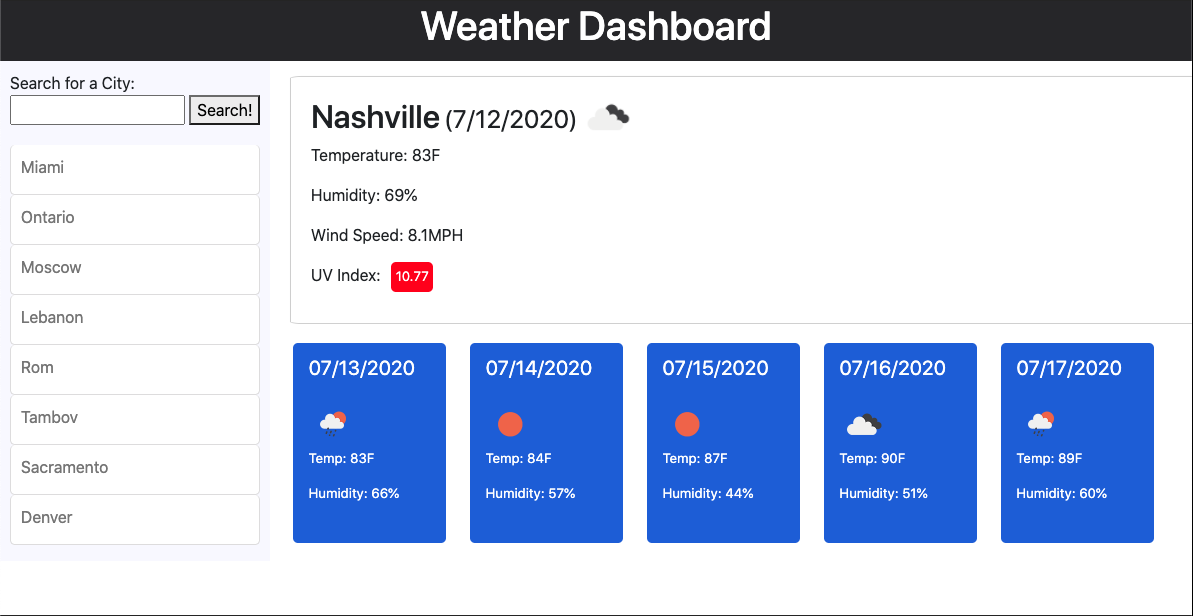 Weather Dashboard
Search for a City:
Search!
Miami
Ontario
Moscow
Lebanon
Rom
Tambov
Sacramento
Denver
Nashville (7/12/2020)
Temperature: 83F
Humidity: 69%
Wind Speed: 8.1MPH
UV Index: 10.77
07/13/2020
Temp: 83F
Humidity: 66%
07/14/2020
Temp: 84F
Humidity: 57%
07/15/2020
Temp: 87F
Humidity: 44%
07/16/2020
Temp: 90F
Humidity: 51%
07/17/2020
Temp: 89F
Humidity: 60%